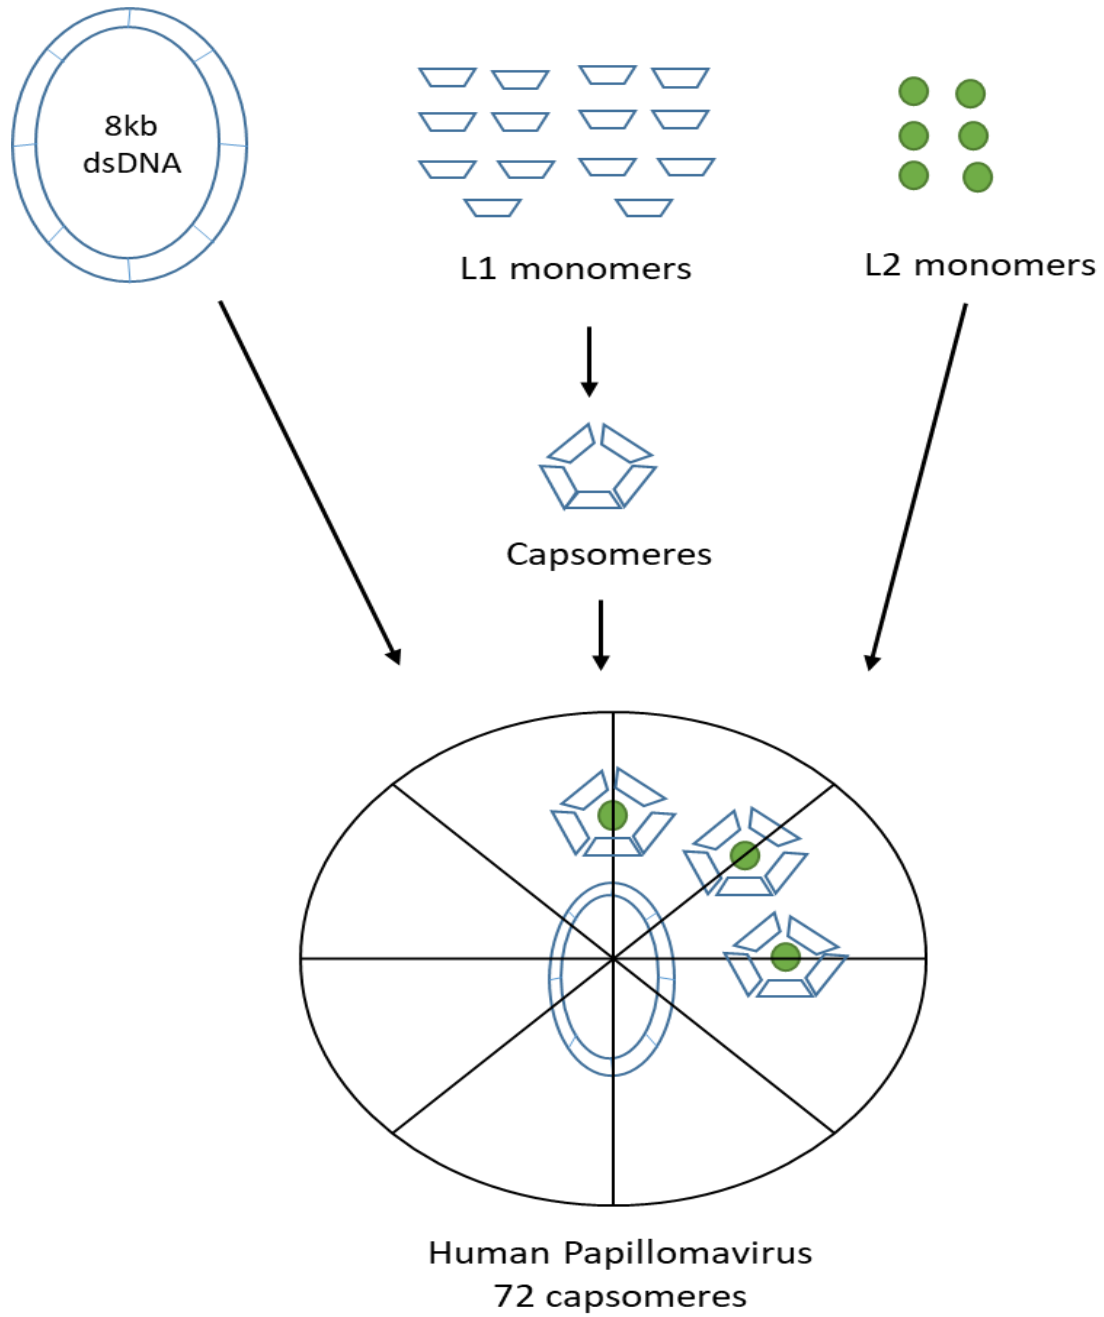 8kb
dsDNA
L1 monomers
L2 monomers
Capsomeres
Human Papillomavirus
72 capsomeres